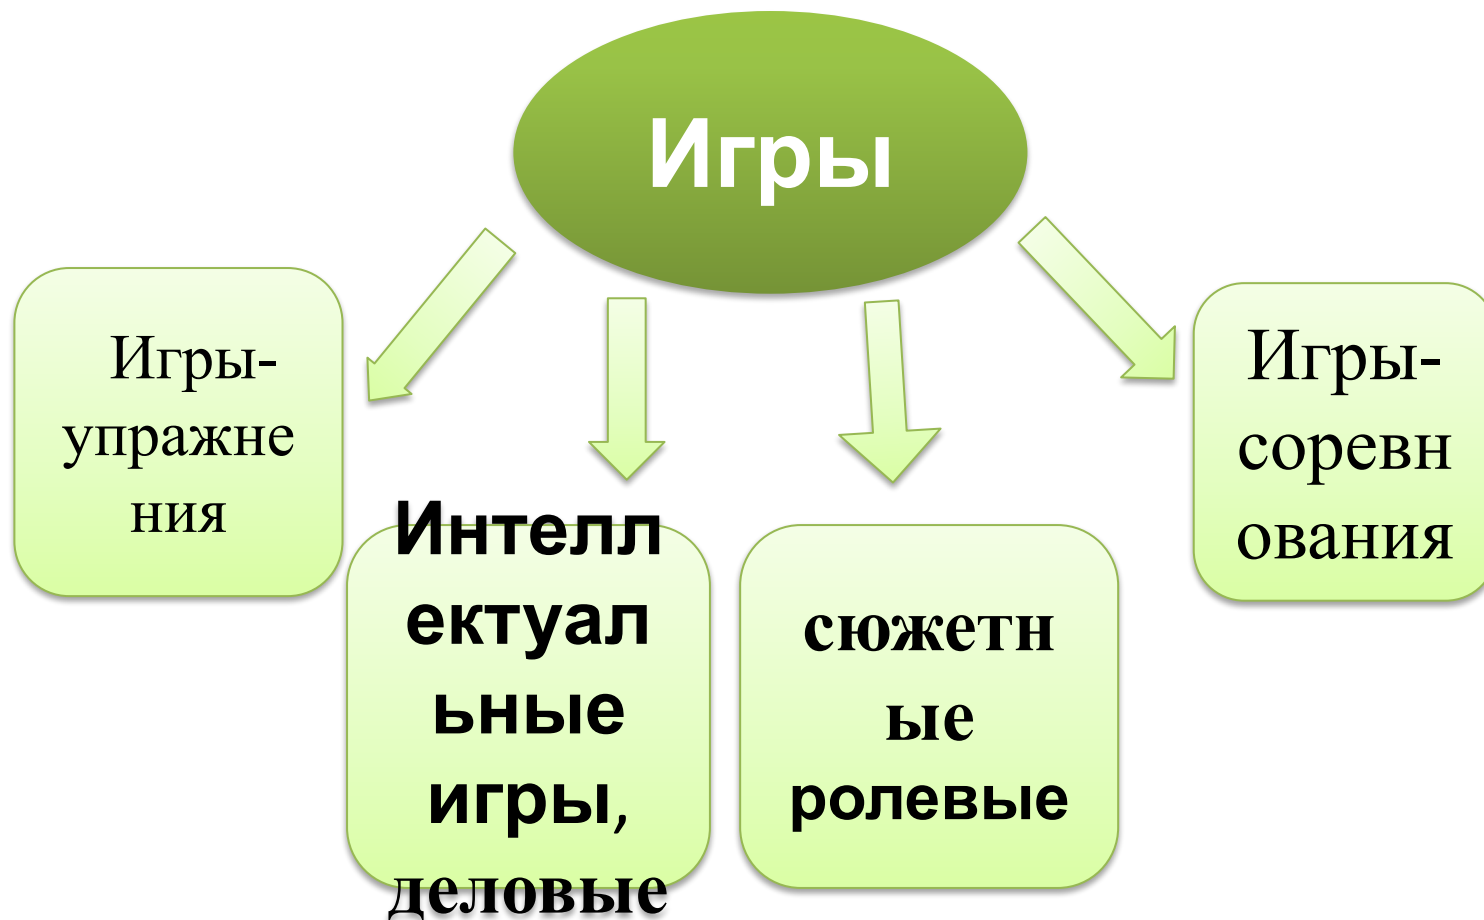 Игры
Игры-
упражне
ния
Интелл
ектуал
ьные
игры,
деловые
сюжетн
ые
ролевые
Игры-
соревн
ования